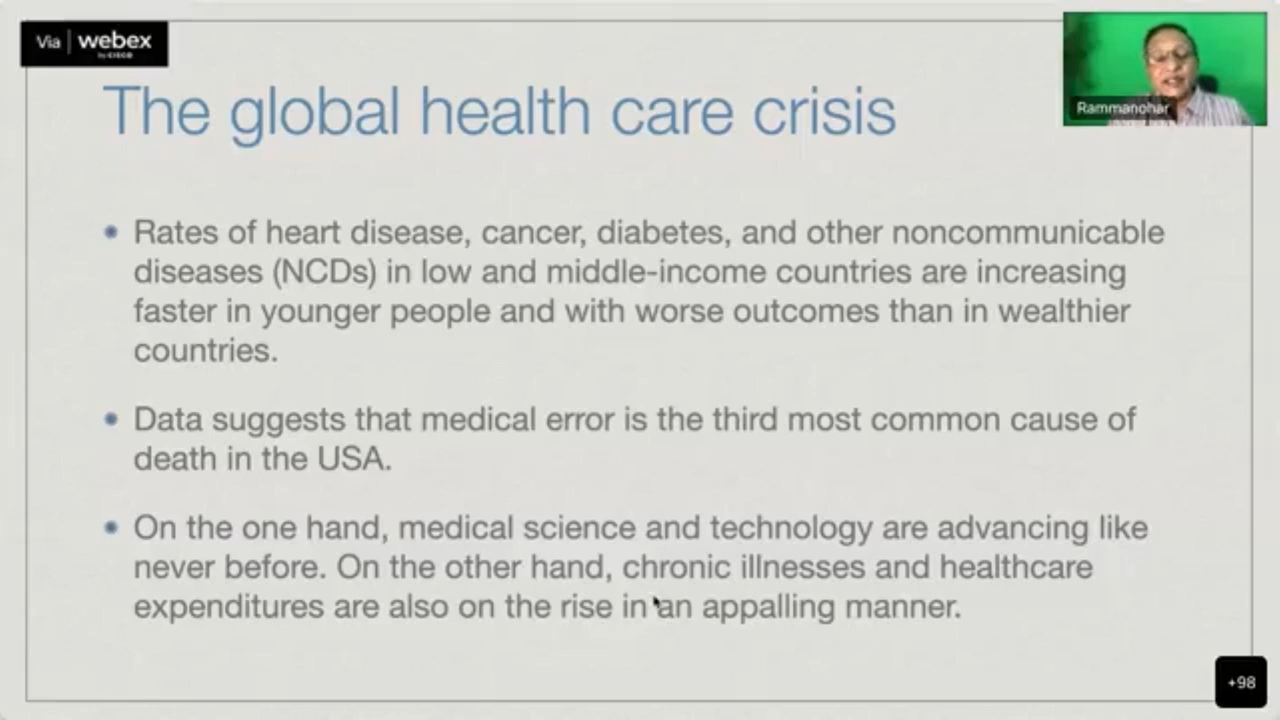 Via | webex
by CISCO
Rammanohar
The global health care crisis
• Rates of heart disease, cancer, diabetes, and other noncommunicable
diseases (NCDs) in low and middle-income countries are increasing
faster in younger people and with worse outcomes than in wealthier
countries.
• Data suggests that medical error is the third most common cause of
death in the USA.
• On the one hand, medical science and technology are advancing like
never before. On the other hand, chronic illnesses and healthcare
expenditures are also on the rise in an appalling manner.
+98